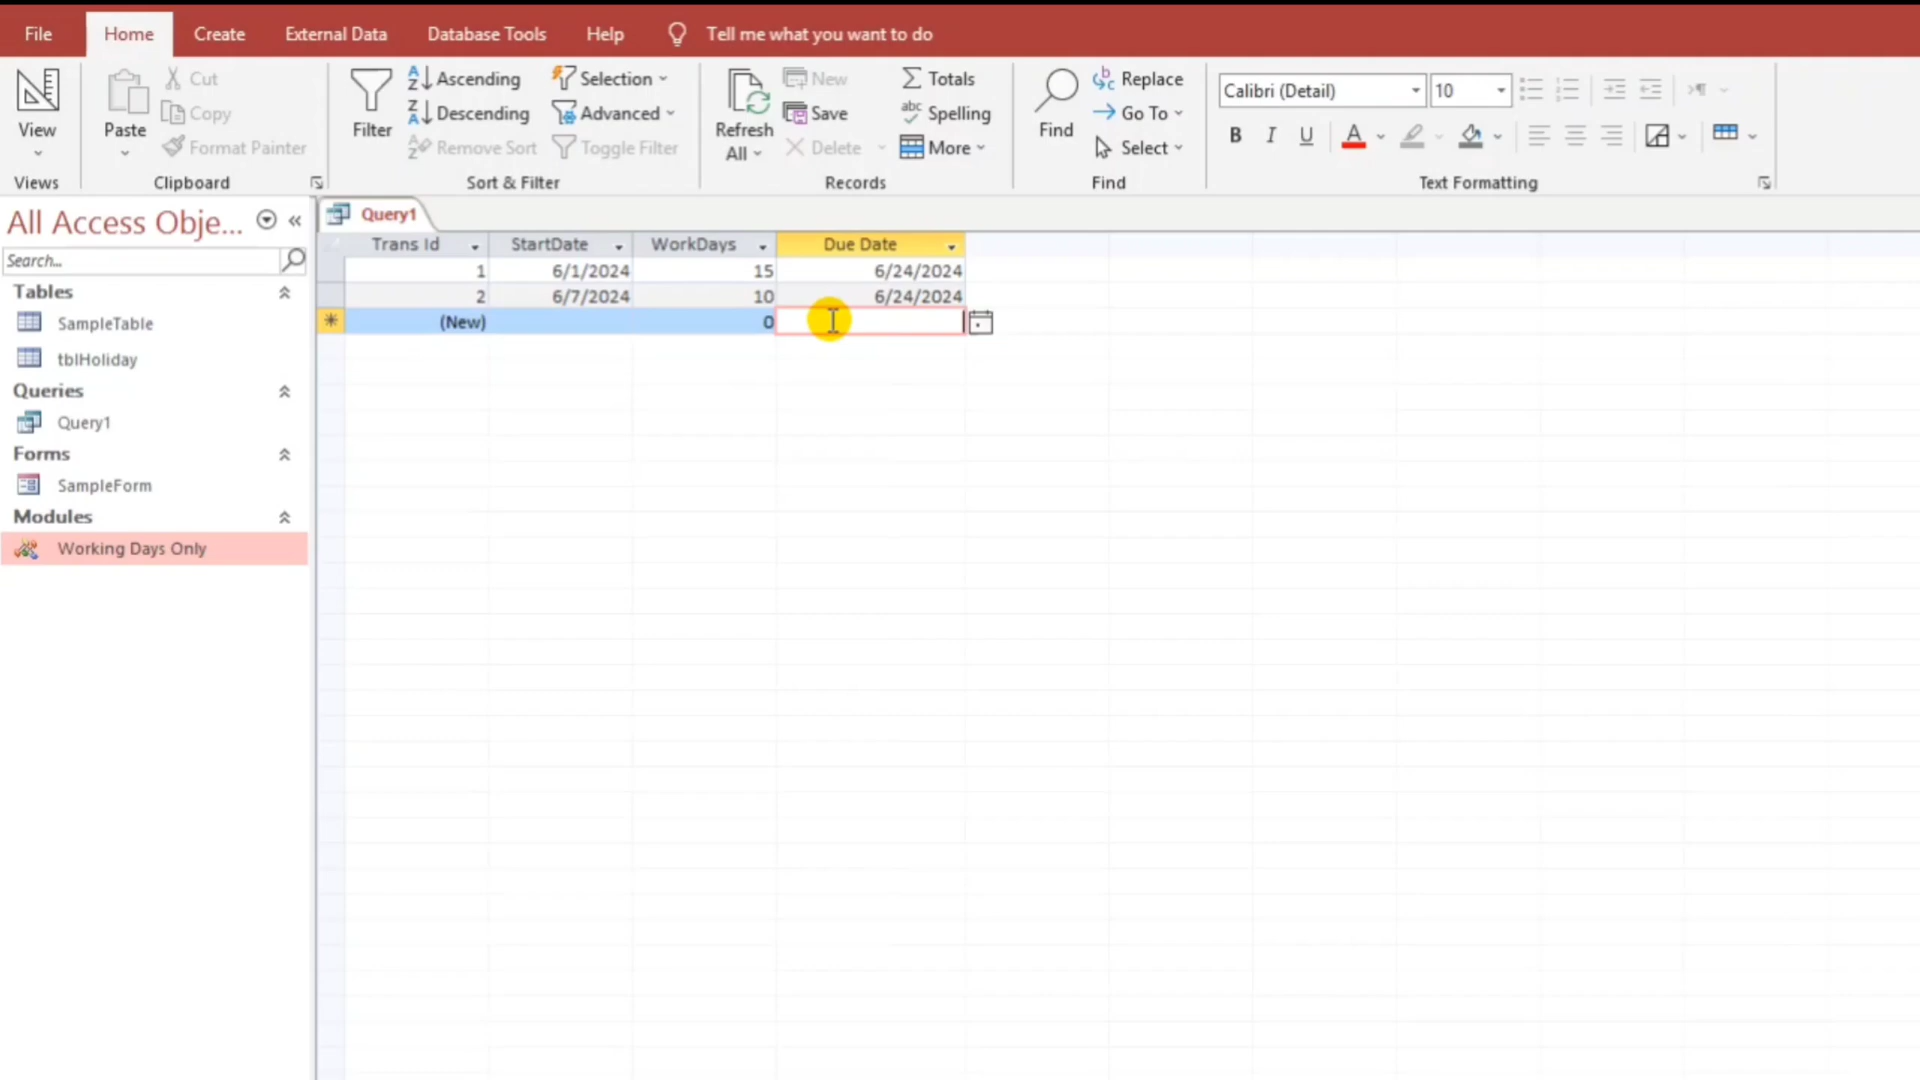 File Home Create External Data Database Tools Help Tell me what you want to do
View Paste Cut Copy Format Painter Filter Ascending Descending Remove Sort Selection Advanced Toggle Filter Refresh All New Save Delete Totals Spelling More Find Replace Go To Select Calibri (Detail) 10 B I U A
Views Clipboard Sort & Filter Records Find Text Formatting
All Access Obje... Query1
Search...
Trans Id StartDate WorkDays Due Date
1 6/1/2024 15 6/24/2024
2 6/7/2024 10 6/24/2024
(New) 0
Tables
SampleTable
tblHoliday
Queries
Query1
Forms
SampleForm
Modules
Working Days Only